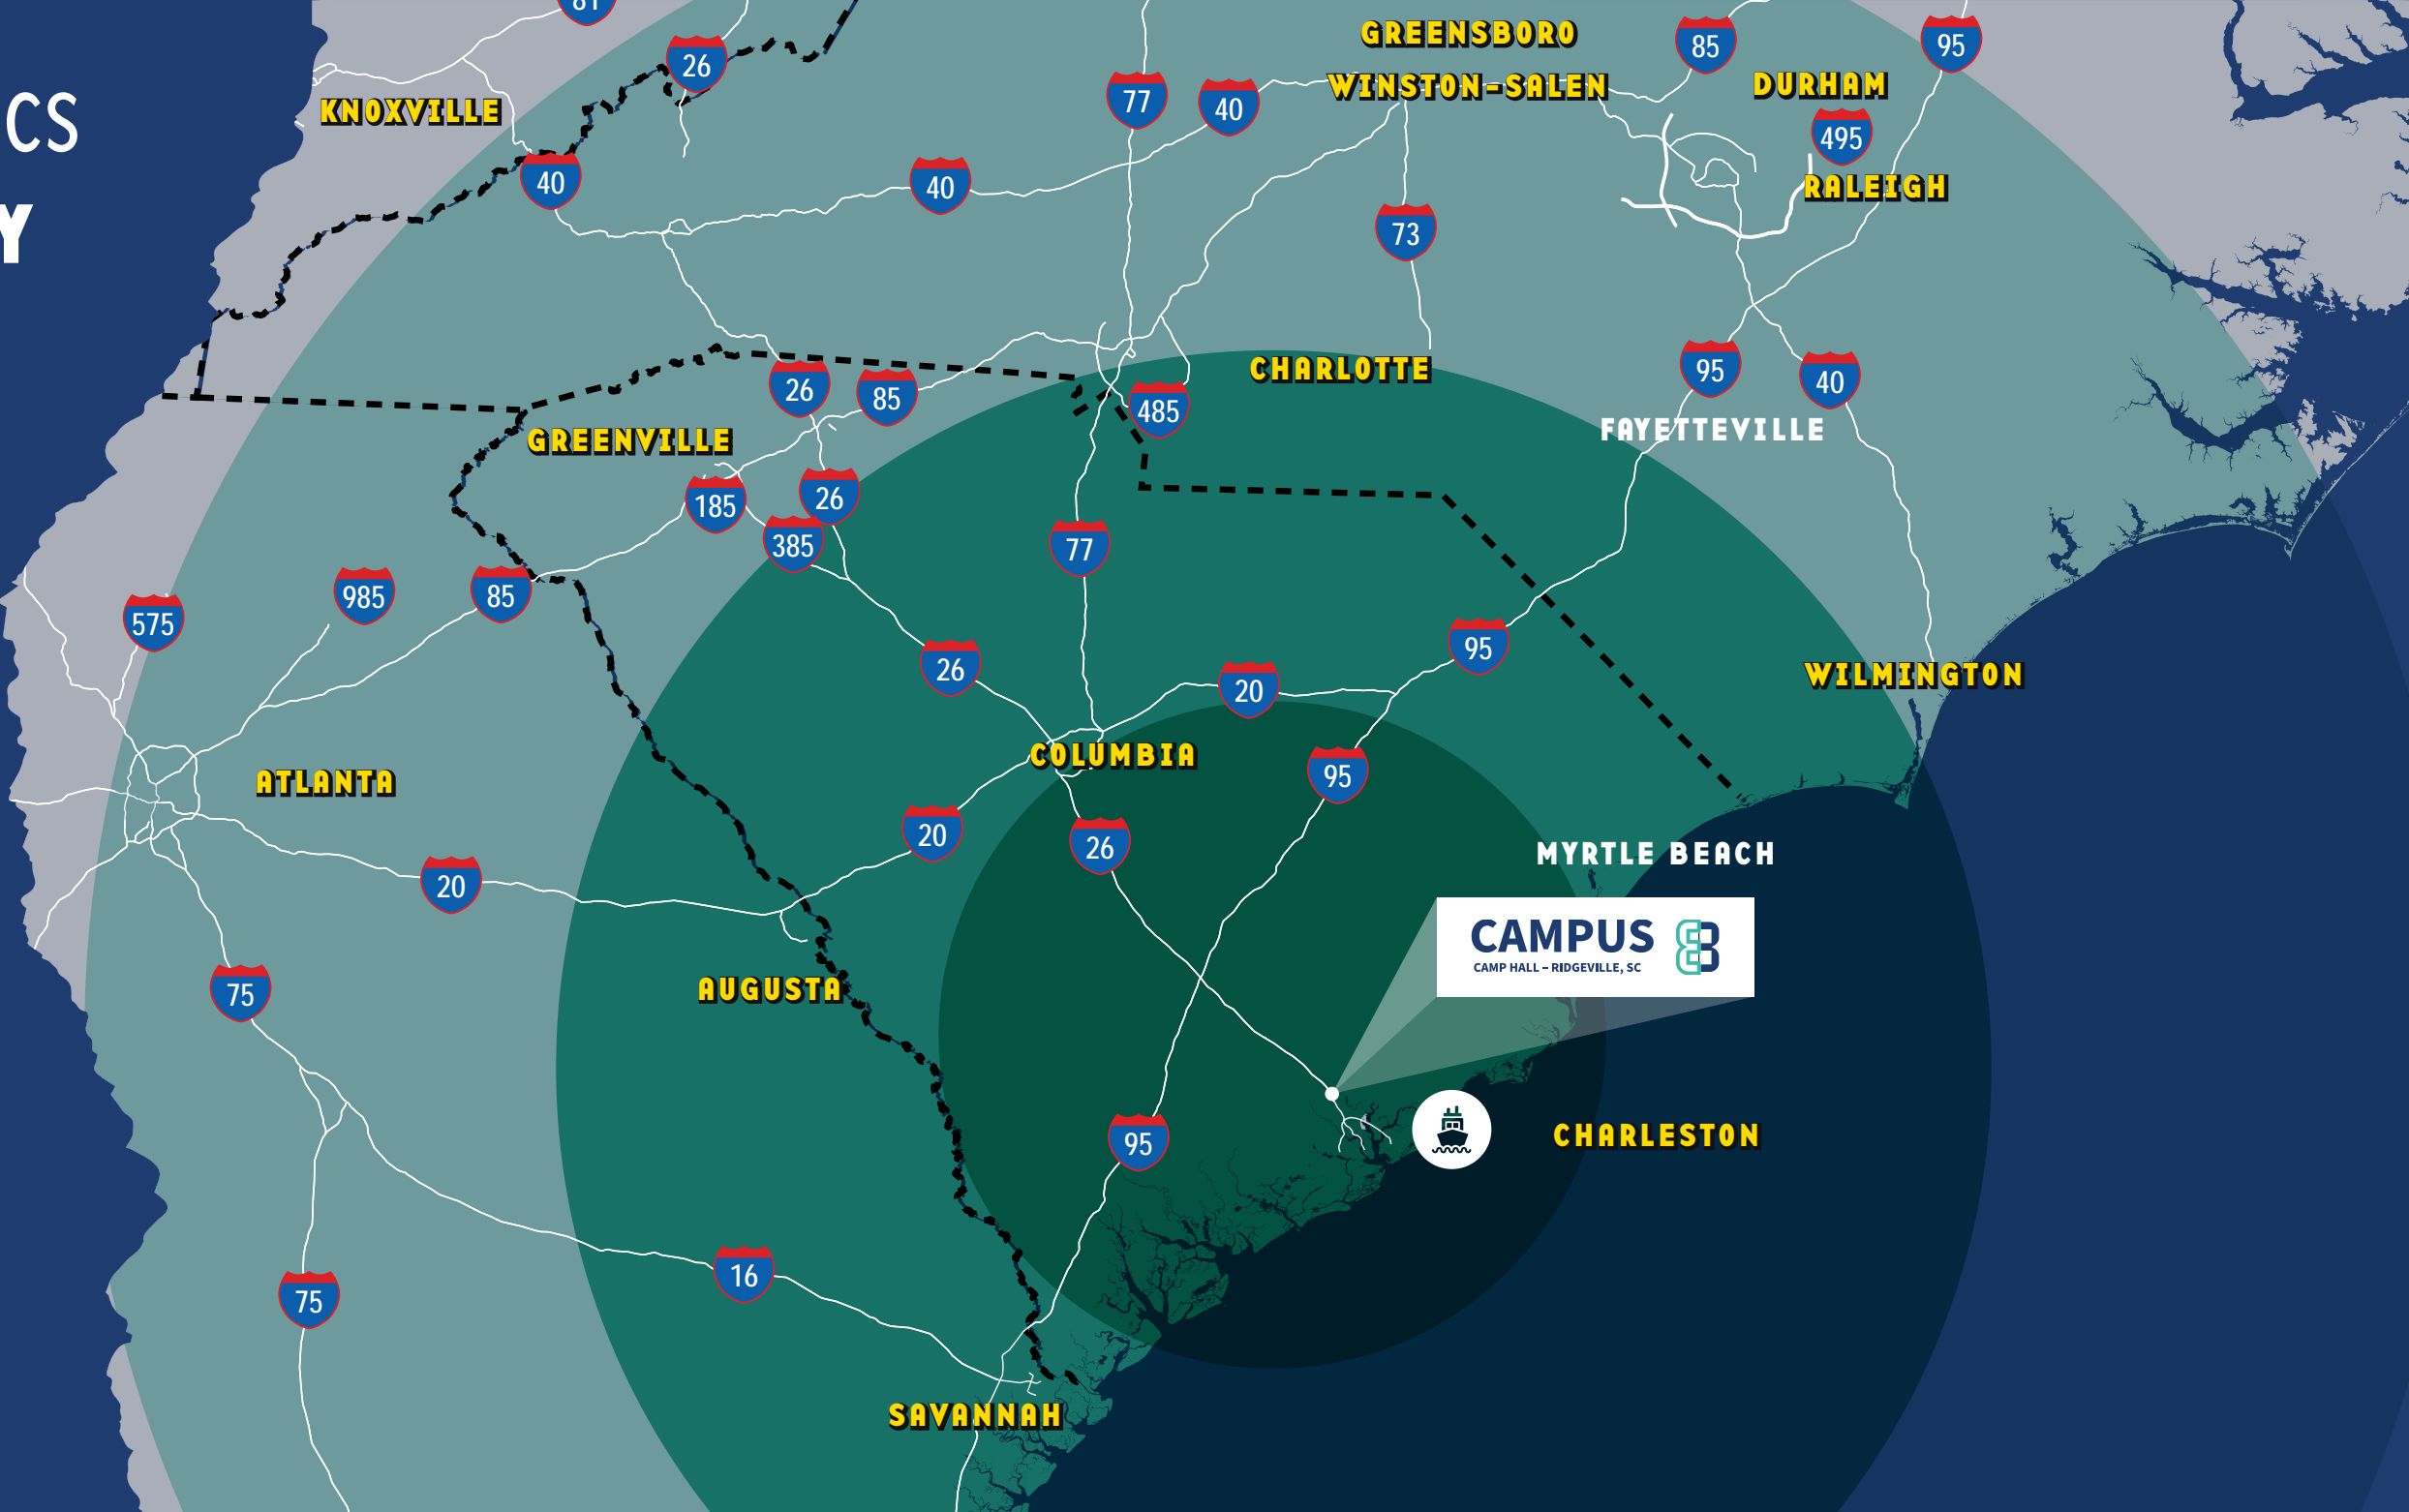 CS
Y
81
26
GREENSBORO
85
95
KNOXVILLE
77
40
WINSTON-SALEN
DURHAM
495
40
40
RALEIGH
73
CHARLOTTE
26
85
485
95
40
GREENVILLE
FAYETTEVILLE
185
26
385
77
985
85
575
26
20
95
WILMINGTON
ATLANTA
COLUMBIA
95
20
20
26
MYRTLE BEACH
CAMPUS
CAMP HALL – RIDGEVILLE, SC
75
AUGUSTA
95
CHARLESTON
16
75
SAVANNAH